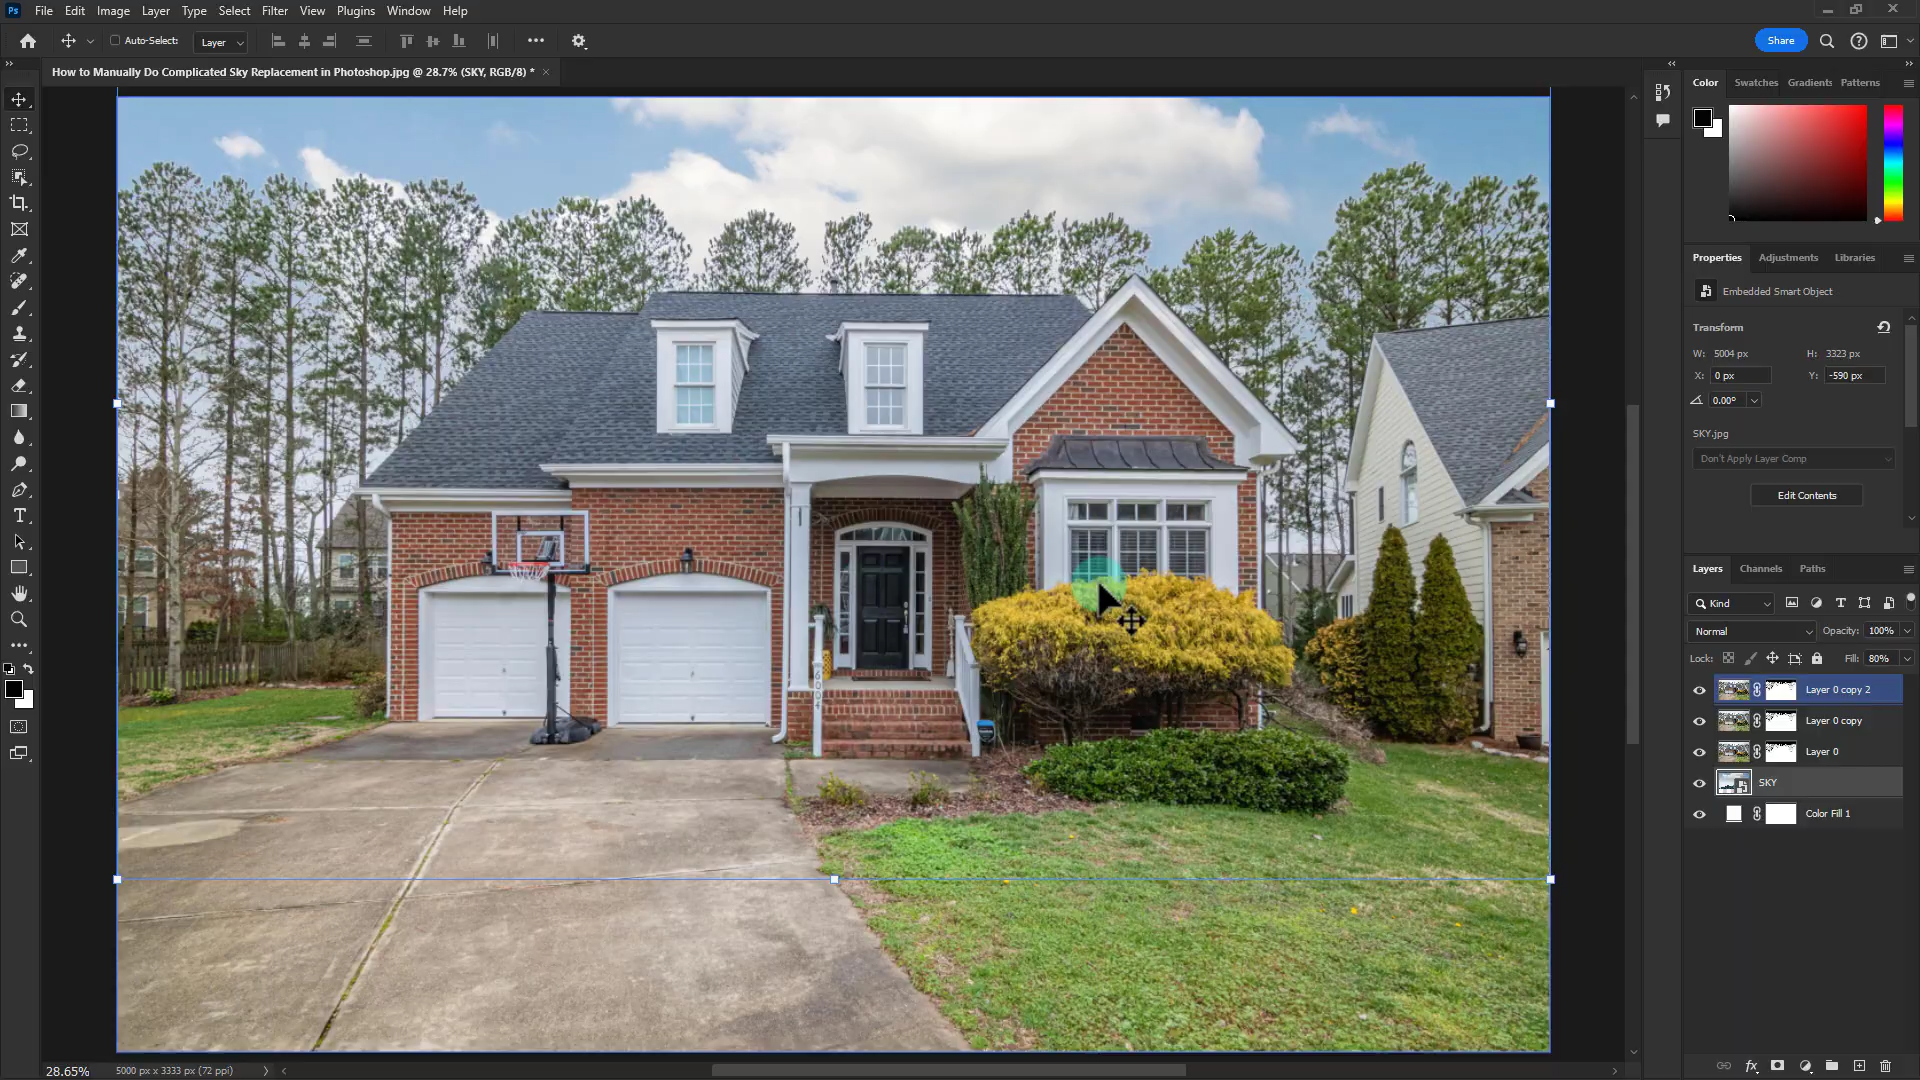 Ps File Edit Image Layer Type Select Filter View Plugins Window Help
Auto-Select: Layer Share
How to Manually Do Complicated Sky Replacement in Photoshop.jpg @ 28.7% (SKY, RGB/8) * ×
Color Swatches Gradients Patterns
Properties Adjustments Libraries
Embedded Smart Object
Transform
W: 5004 px H: 3323 px
X: 0 px Y: -590 px
0.00°
SKY.jpg
Don't Apply Layer Comp
Edit Contents
Layers Channels Paths
Kind
Normal Opacity: 100%
Lock: Fill: 80%
Layer 0 copy 2
Layer 0 copy
Layer 0
SKY
Color Fill 1
6004
28.65% 5000 px x 3333 px (72 ppi)